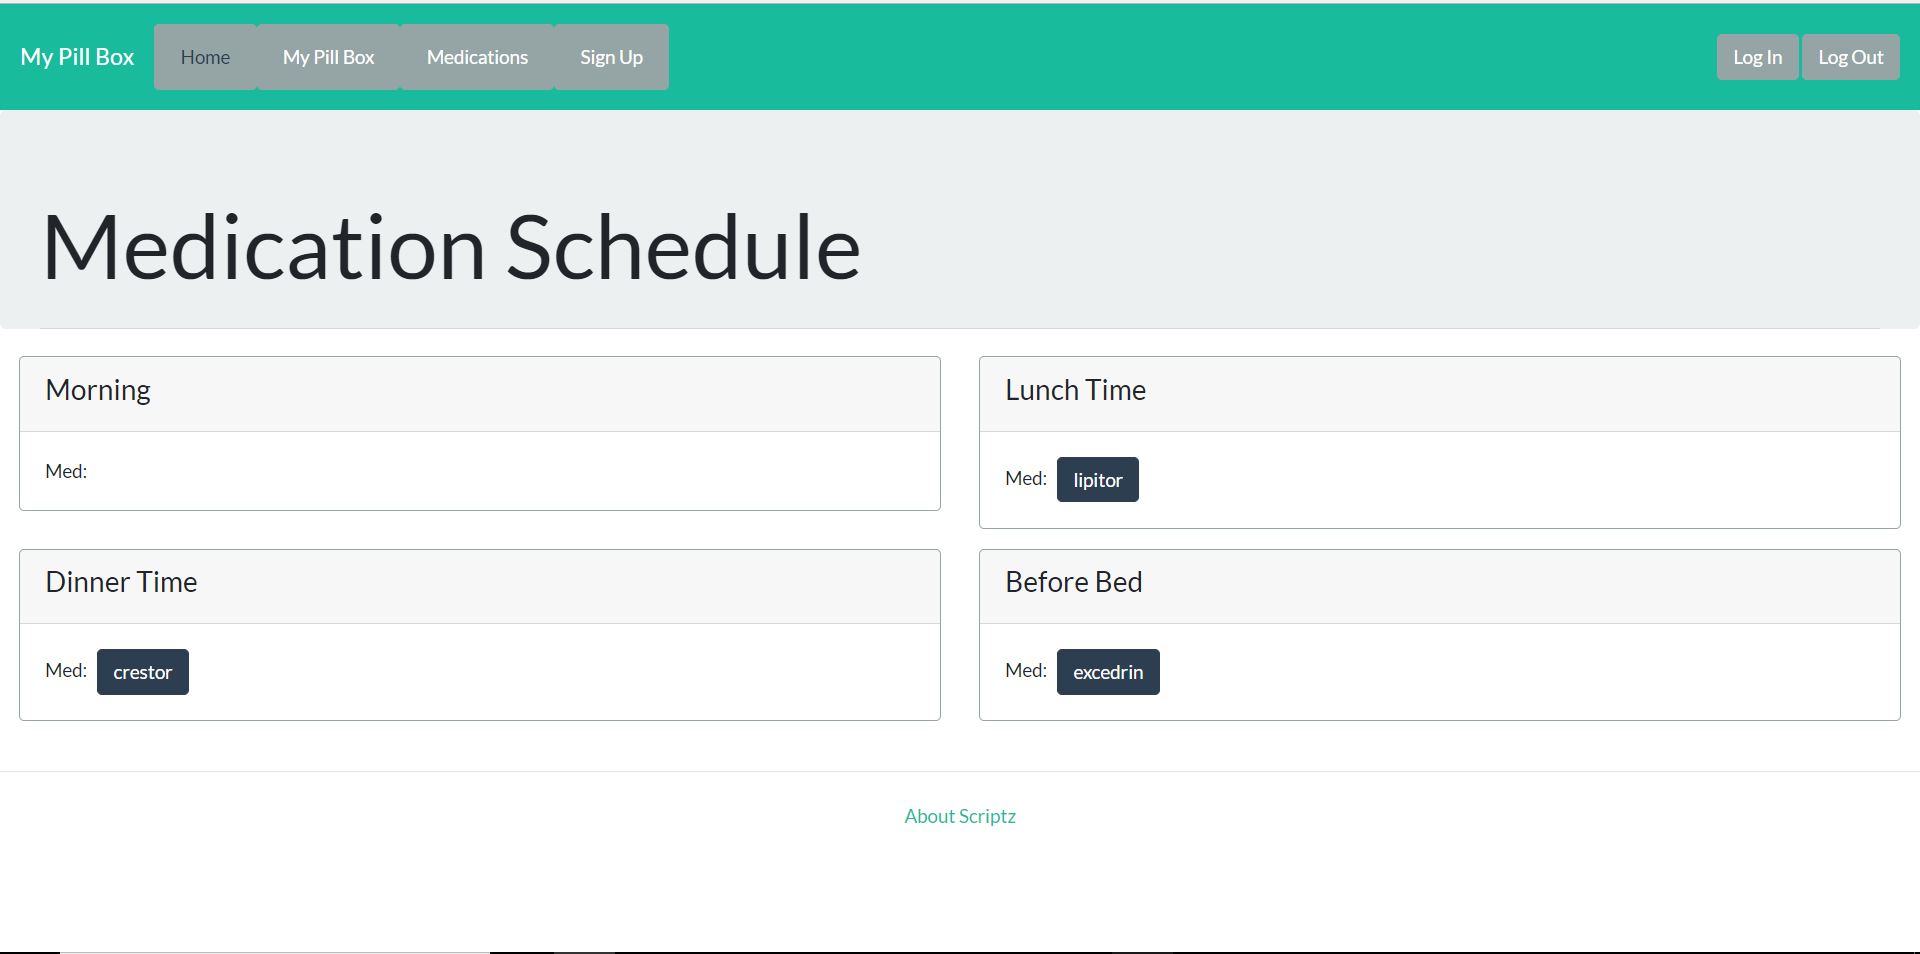 My Pill Box Home My Pill Box Medications Sign Up Log In Log Out
Medication Schedule
Morning
Med:
Lunch Time
Med: lipitor
Dinner Time
Med: crestor
Before Bed
Med: excedrin
About Scriptz